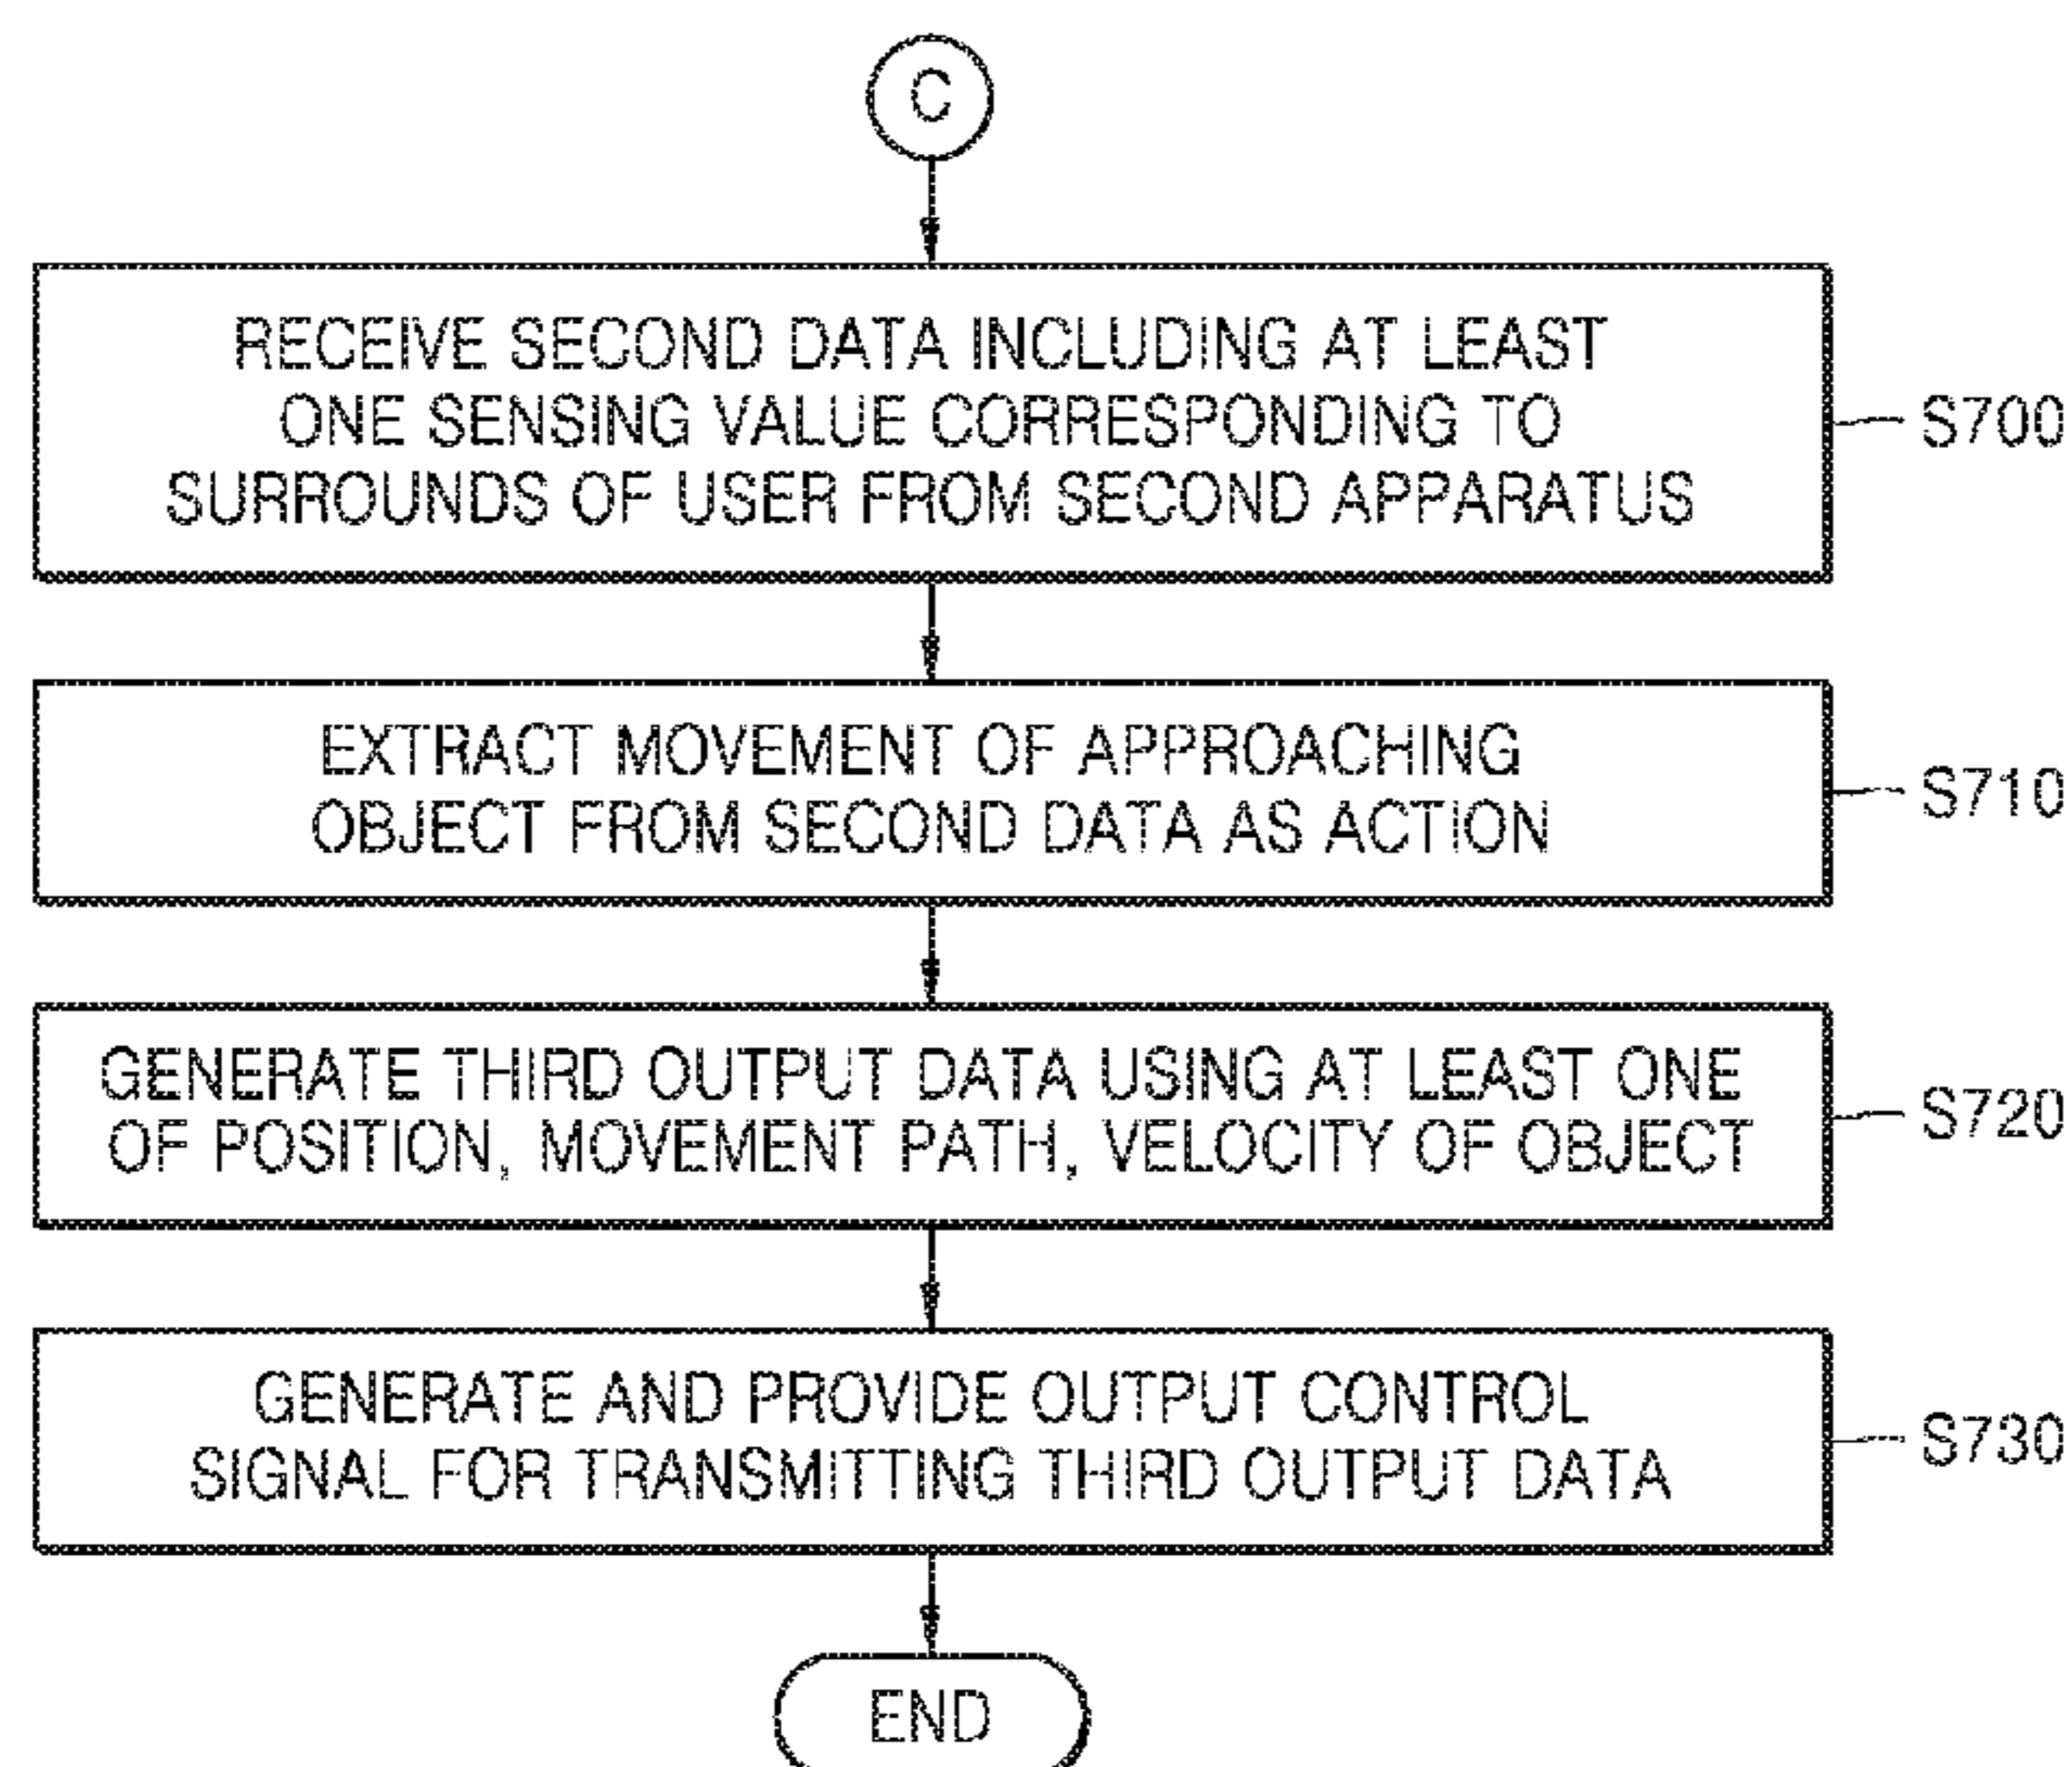 C
RECEIVE SECOND DATA INCLUDING AT LEAST
ONE SENSING VALUE CORRESPONDING TO
SURROUNDS OF USER FROM SECOND APPARATUS
S700
EXTRACT MOVEMENT OF APPROACHING
OBJECT FROM SECOND DATA AS ACTION
S710
GENERATE THIRD OUTPUT DATA USING AT LEAST ONE
OF POSITION, MOVEMENT PATH, VELOCITY OF OBJECT
S720
GENERATE AND PROVIDE OUTPUT CONTROL
SIGNAL FOR TRANSMITTING THIRD OUTPUT DATA
S730
END